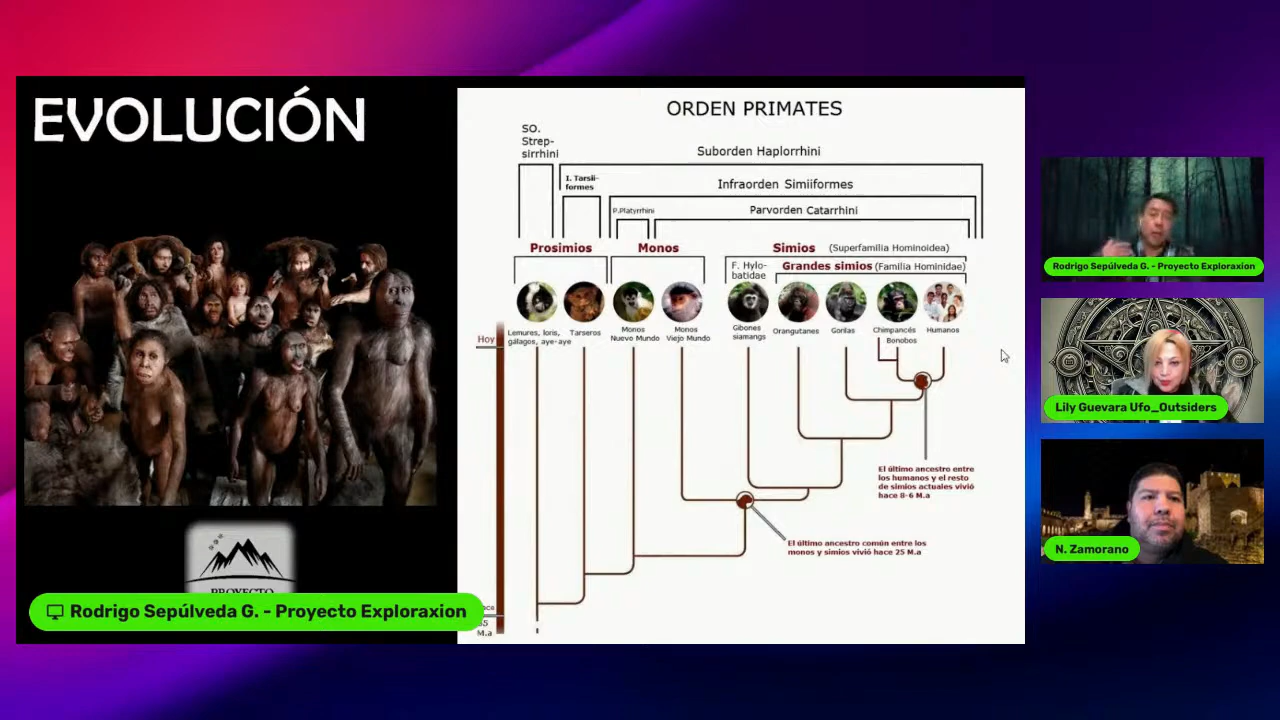 EVOLUCIÓN
ORDEN PRIMATES
SO.
Strep-
sirrhini
Suborden Haplorrhini
I. Tarsii-
formes
Infraorden Simiiformes
P.Platyrrhini
Parvorden Catarrhini
Prosimios
Monos
Simios (Superfamilia Hominoidea)
F. Hylo-
batidae
Grandes simios (Familia Hominidae)
Hoy
Lemures, loris,
gálagos, aye-aye
Tarseros
Monos
Nuevo Mundo
Monos
Viejo Mundo
Gibones
siamangs
Orangutanes
Gorilas
Chimpancés
Bonobos
Humanos
El último ancestro entre
los humanos y el resto
de simios actuales vivió
hace 8-6 M.a
El último ancestro común entre los
monos y simios vivió hace 25 M.a
M.a
PROYECTO
Rodrigo Sepúlveda G. - Proyecto Exploraxion
Rodrigo Sepúlveda G. - Proyecto Exploraxion
Lily Guevara Ufo_Outsiders
N. Zamorano